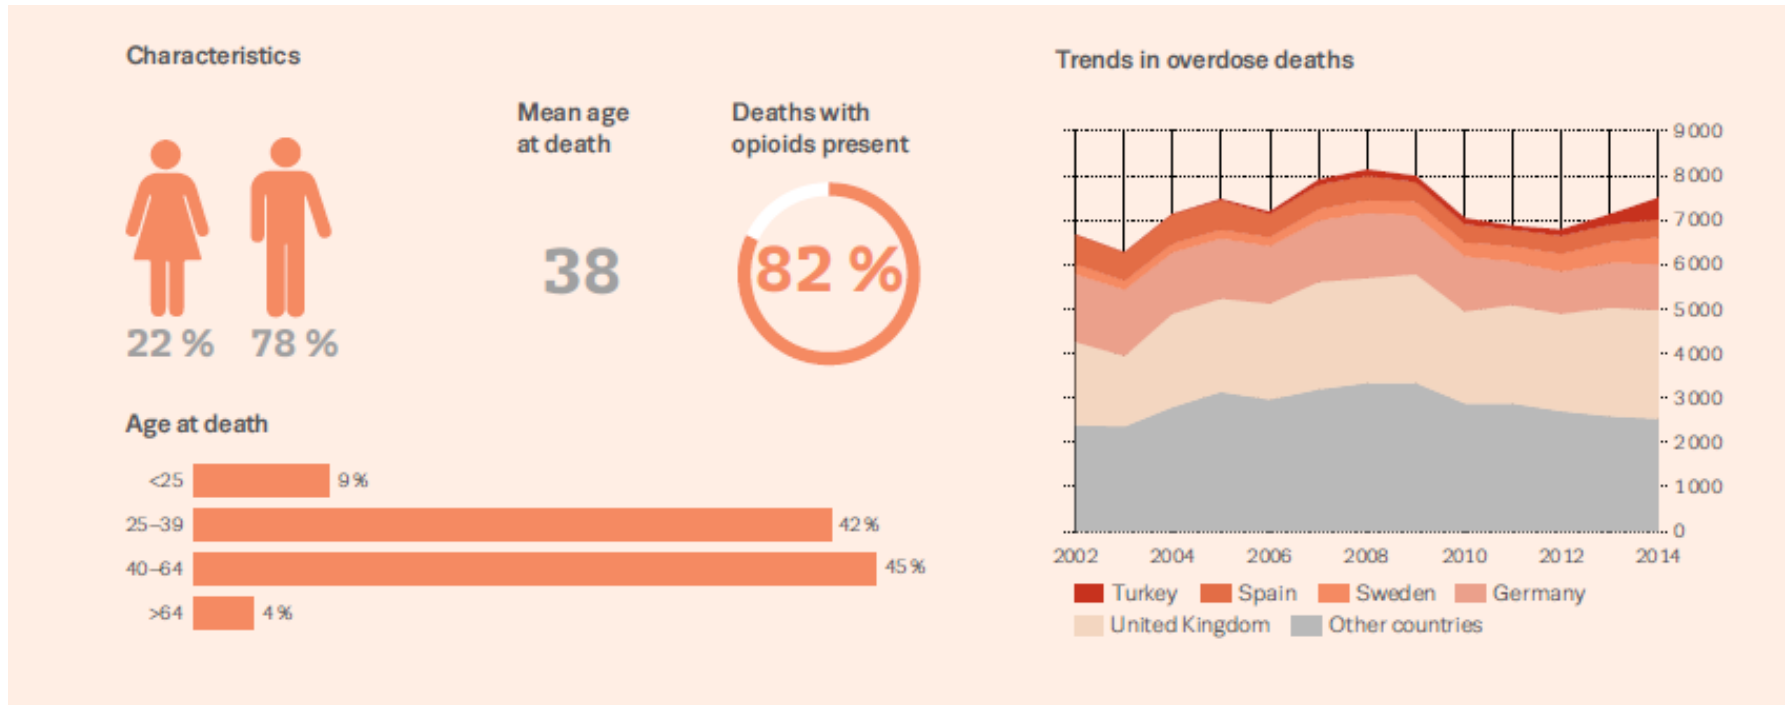 Characteristics
Mean age
at death
Deaths with
opioids present
38
82 %
22 %
78 %
Age at death
<25
9 %
25–39
42 %
40–64
45 %
>64
4 %
Trends in overdose deaths
9 000
8 000
7 000
6 000
5 000
4 000
3 000
2 000
1 000
0
2002 2004 2006 2008 2010 2012 2014
Turkey Spain Sweden Germany
United Kingdom Other countries